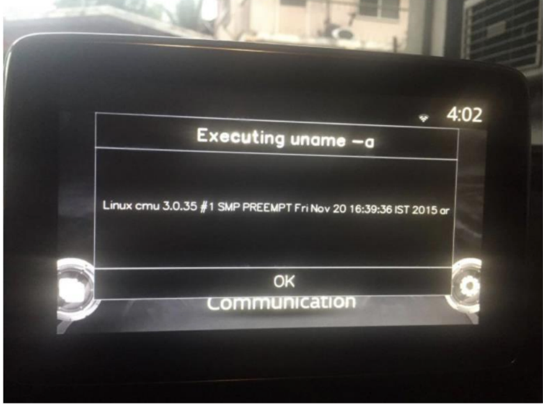 4:02
Executing uname -a
Linux cmu 3.0.35 #1 SMP PREEMPT Fri Nov 20 16:39:36 IST 2015 ar
OK
Communication